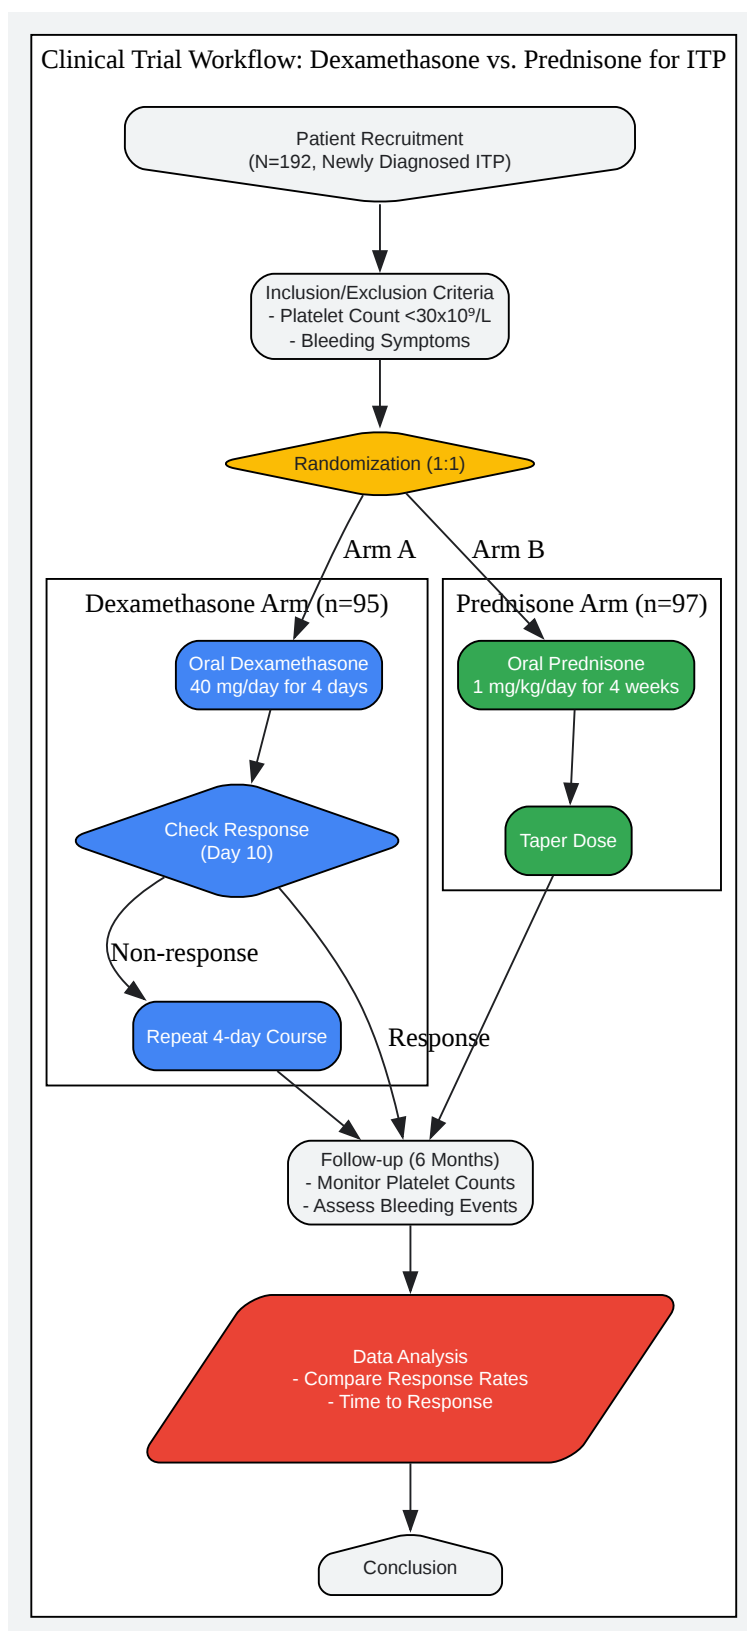 Clinical Trial Workflow: Dexamethasone vs. Prednisone for ITP
Patient Recruitment
(N=192, Newly Diagnosed ITP)
Inclusion/Exclusion Criteria
- Platelet Count <30x10⁹/L
- Bleeding Symptoms
Randomization (1:1)
Arm A
Arm B
Dexamethasone Arm (n=95)
Prednisone Arm (n=97)
Oral Dexamethasone
40 mg/day for 4 days
Oral Prednisone
1 mg/kg/day for 4 weeks
Check Response
(Day 10)
Taper Dose
Non-response
Repeat 4-day Course
Response
Follow-up (6 Months)
- Monitor Platelet Counts
- Assess Bleeding Events
Data Analysis
- Compare Response Rates
- Time to Response
Conclusion